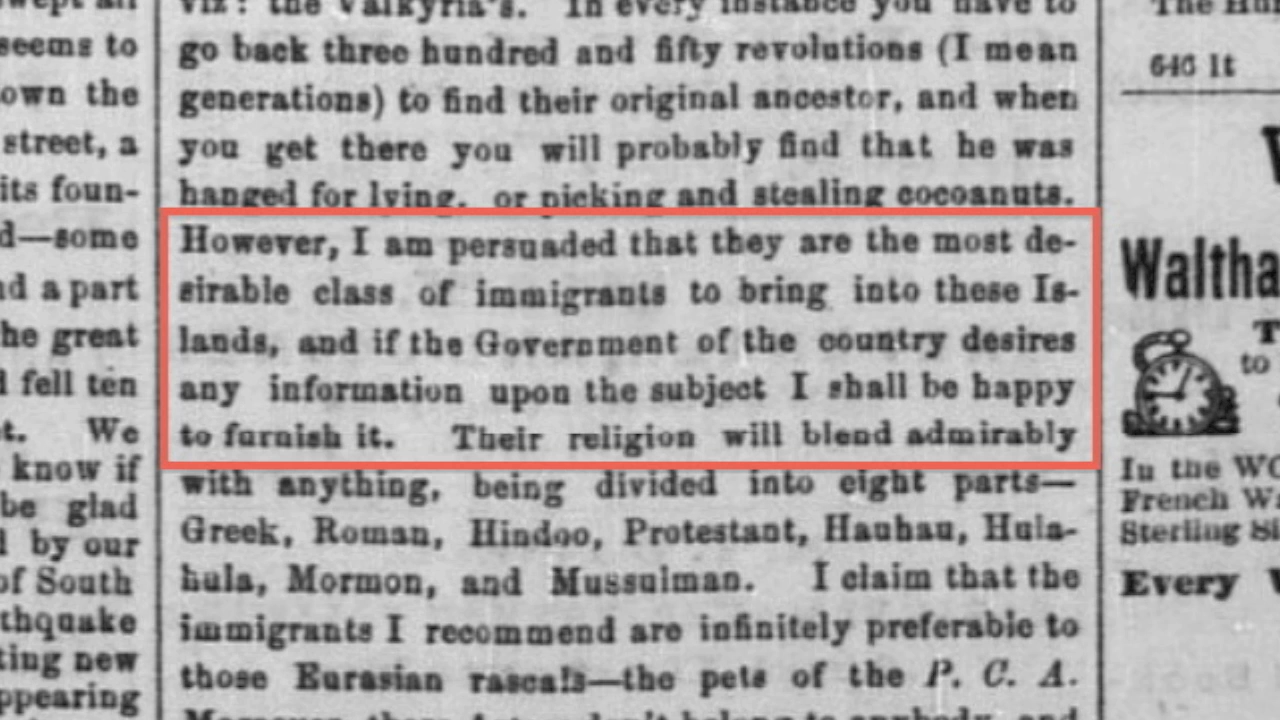 seems to
own the
street, a
its foun-
d—some
nd a part
he great
l fell ten
t. We
know if
be glad
l by our
of South
thquake
ting new
ppearing
viz: the Valkyria's. In every instance you have to
go back three hundred and fifty revolutions (I mean
generations) to find their original ancestor, and when
you get there you will probably find that he was
hanged for lying, or picking and stealing cocoanuts.
However, I am persuaded that they are the most de-
sirable class of immigrants to bring into these Is-
lands, and if the Government of the country desires
any information upon the subject I shall be happy
to furnish it. Their religion will blend admirably
with anything, being divided into eight parts—
Greek, Roman, Hindoo, Protestant, Hauhau, Hula-
hula, Mormon, and Mussulman. I claim that the
immigrants I recommend are infinitely preferable to
those Eurasian rascals—the pets of the P. C. A.
646 1t
Waltha
T
to
In the WO
French W
Sterling Si
Every W